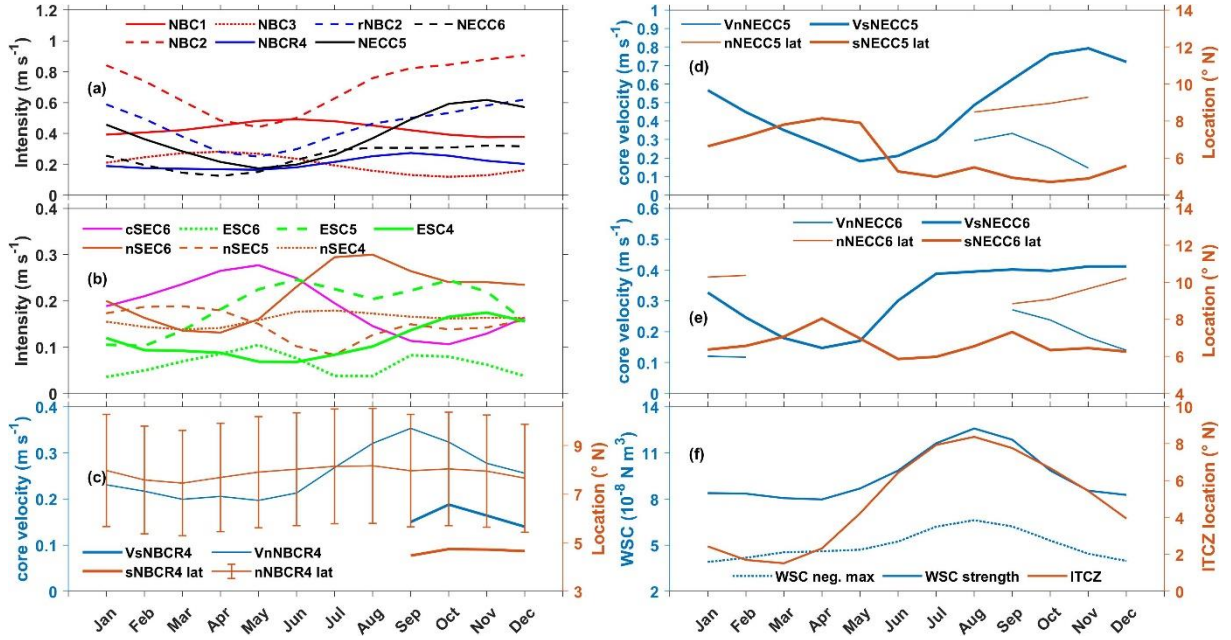 NBC1 NBC3 rNBC2 NECC6
NBC2 NBCR4 NECC5
(a)
Intensity (m s-1)
1.2
1
0.8
0.6
0.4
0.2
0
cSEC6 ESC6 ESC5 ESC4
nSEC6 nSEC5 nSEC4
(b)
Intensity (m s-1)
0.4
0.3
0.2
0.1
0
(c)
core velocity (m s-1)
0.4
0.3
0.2
0.1
0
VsNBCR4 VnNBCR4
sNBCR4 lat nNBCR4 lat
Location (° N)
9
7
5
3
Jan Feb Mar Apr May Jun Jul Aug Sep Oct Nov Dec
VnNECC5 VsNECC5
nNECC5 lat sNECC5 lat
(d)
core velocity (m s-1)
1
0.9
0.8
0.7
0.6
0.5
0.4
0.3
0.2
0.1
0
Location (° N)
14
12
10
8
6
4
VnNECC6 VsNECC6
nNECC6 lat sNECC6 lat
(e)
core velocity (m s-1)
0.6
0.5
0.4
0.3
0.2
0.1
0
Location (° N)
14
12
10
8
6
4
(f)
WSC (10-8 N m3)
14
11
8
5
2
WSC neg. max WSC strength ITCZ
ITCZ location (° N)
10
8
6
4
2
0
Jan Feb Mar Apr May Jun Jul Aug Sep Oct Nov Dec